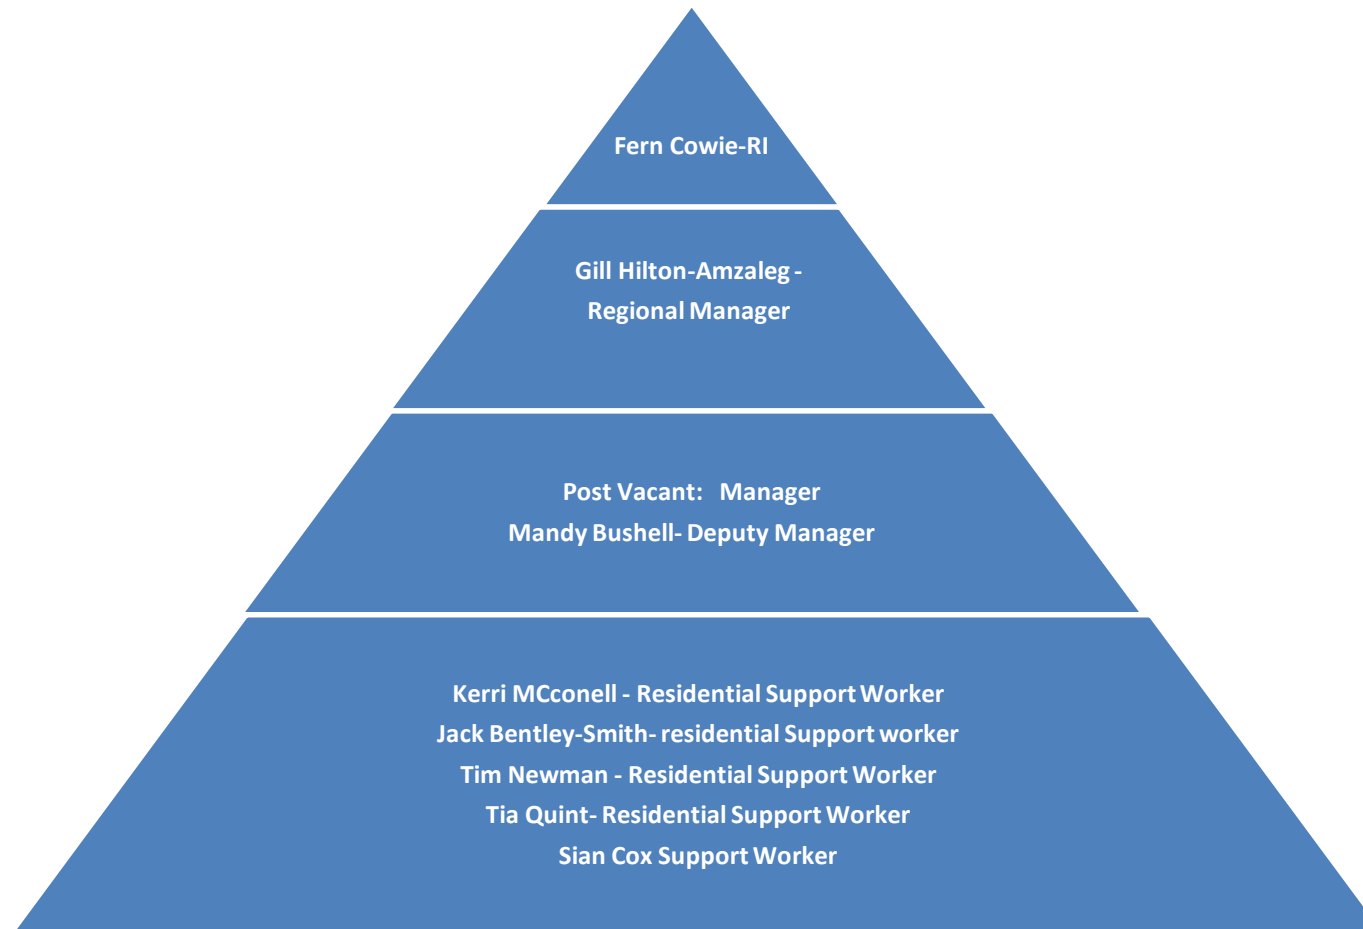 Fern Cowie-RI
Gill Hilton-Amzaleg -
Regional Manager
Post Vacant:   Manager
Mandy Bushell- Deputy Manager
Kerri MCconell - Residential Support Worker
Jack Bentley-Smith- residential Support worker
Tim Newman - Residential Support Worker
Tia Quint- Residential Support Worker
Sian Cox Support Worker